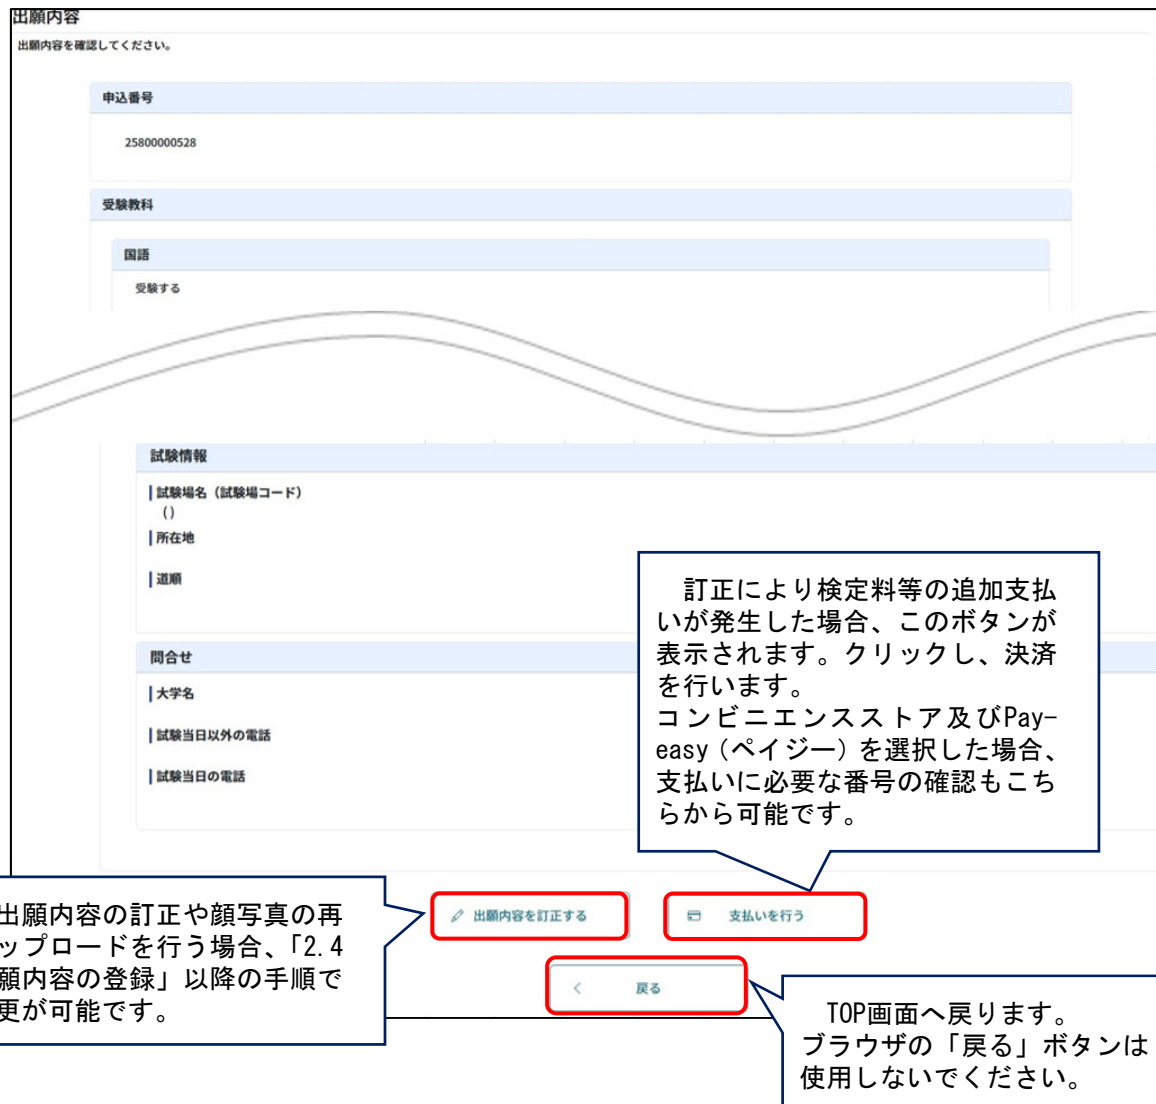 出願内容
出願内容を確認してください。
申込番号
25800000528
受験教科
国語
受験する
試験情報
試験場名（試験場コード）
()
所在地
道順
問合せ
大学名
試験当日以外の電話
試験当日の電話
訂正により検定料等の追加支払
いが発生した場合、このボタンが
表示されます。クリックし、決済
を行います。
コンビニエンスストア及びPay-
easy（ペイジー）を選択した場合、
支払いに必要な番号の確認もこち
らから可能です。
出願内容の訂正や顔写真の再
ップロードを行う場合、「2.4
願内容の登録」以降の手順で
更が可能です。
出願内容を訂正する
支払いを行う
戻る
TOP画面へ戻ります。
ブラウザの「戻る」ボタンは
使用しないでください。